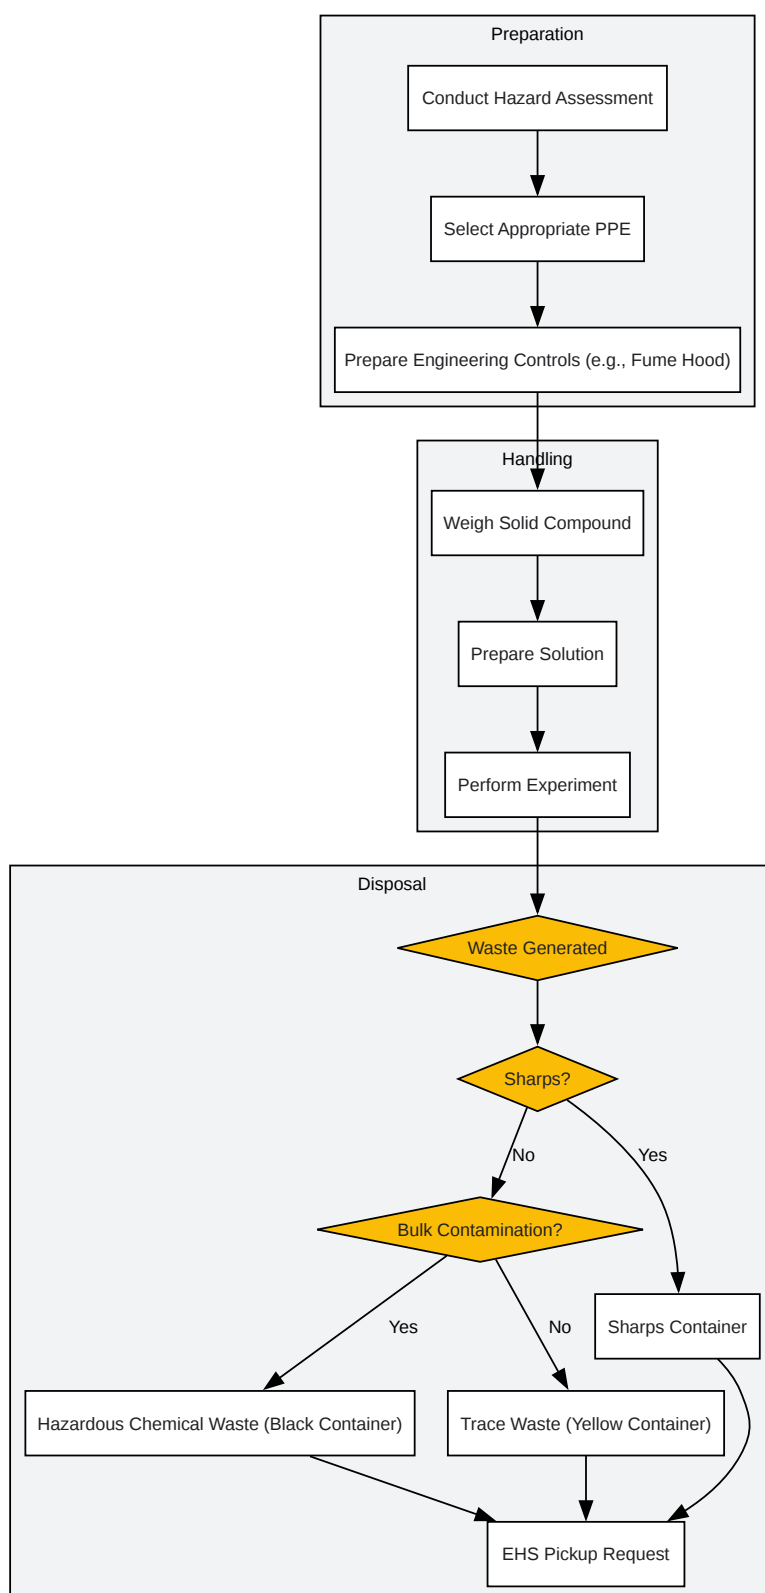 Preparation
Conduct Hazard Assessment
Select Appropriate PPE
Prepare Engineering Controls (e.g., Fume Hood)
Handling
Weigh Solid Compound
Prepare Solution
Perform Experiment
Disposal
Waste Generated
Sharps?
No
Yes
Bulk Contamination?
Yes
No
Sharps Container
Hazardous Chemical Waste (Black Container)
Trace Waste (Yellow Container)
EHS Pickup Request